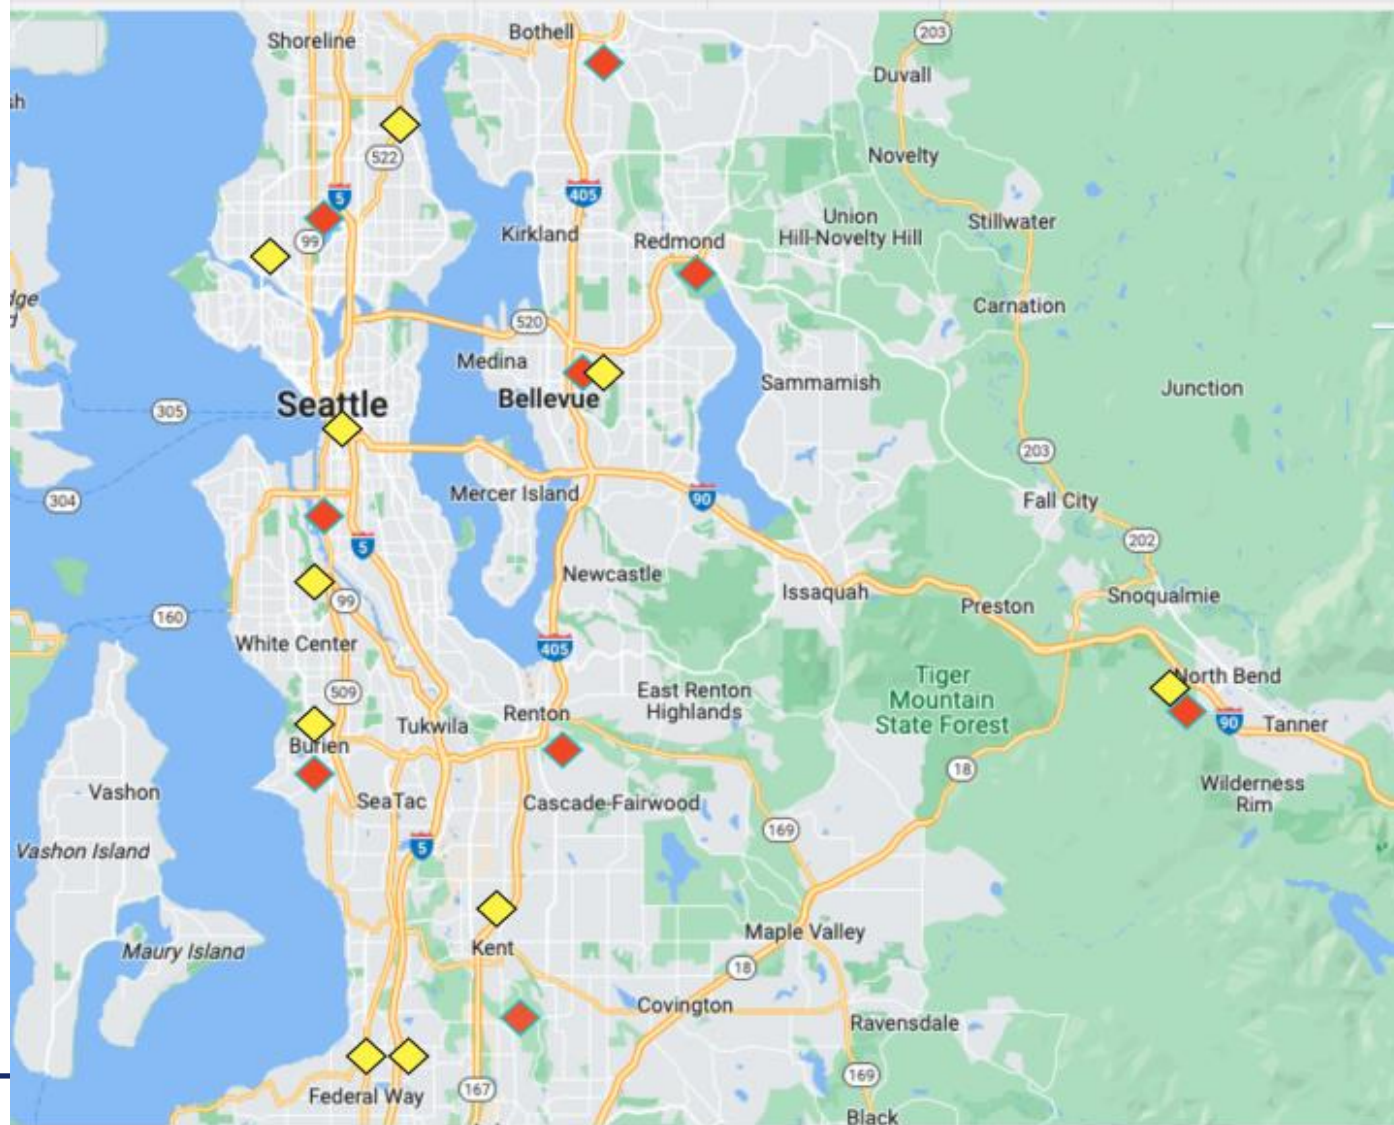 203
Bothell
Shoreline
Duvall
522
Novelty
5
405
Union
Hill-Novelty Hill
Stillwater
99
Kirkland
Redmond
Carnation
520
Medina
Sammamish
Junction
Bellevue
Seattle
305
203
Mercer Island
90
304
Fall City
5
202
Newcastle
Issaquah
Snoqualmie
99
Preston
160
White Center
405
Tiger
Mountain
State Forest
North Bend
509
East Renton
Highlands
Renton
Tukwila
90
Tanner
Burien
18
Wilderness
Rim
Vashon
SeaTac
Cascade-Fairwood
169
5
Vashon Island
Maple Valley
Kent
Maury Island
18
Covington
Ravensdale
169
167
Federal Way
Black